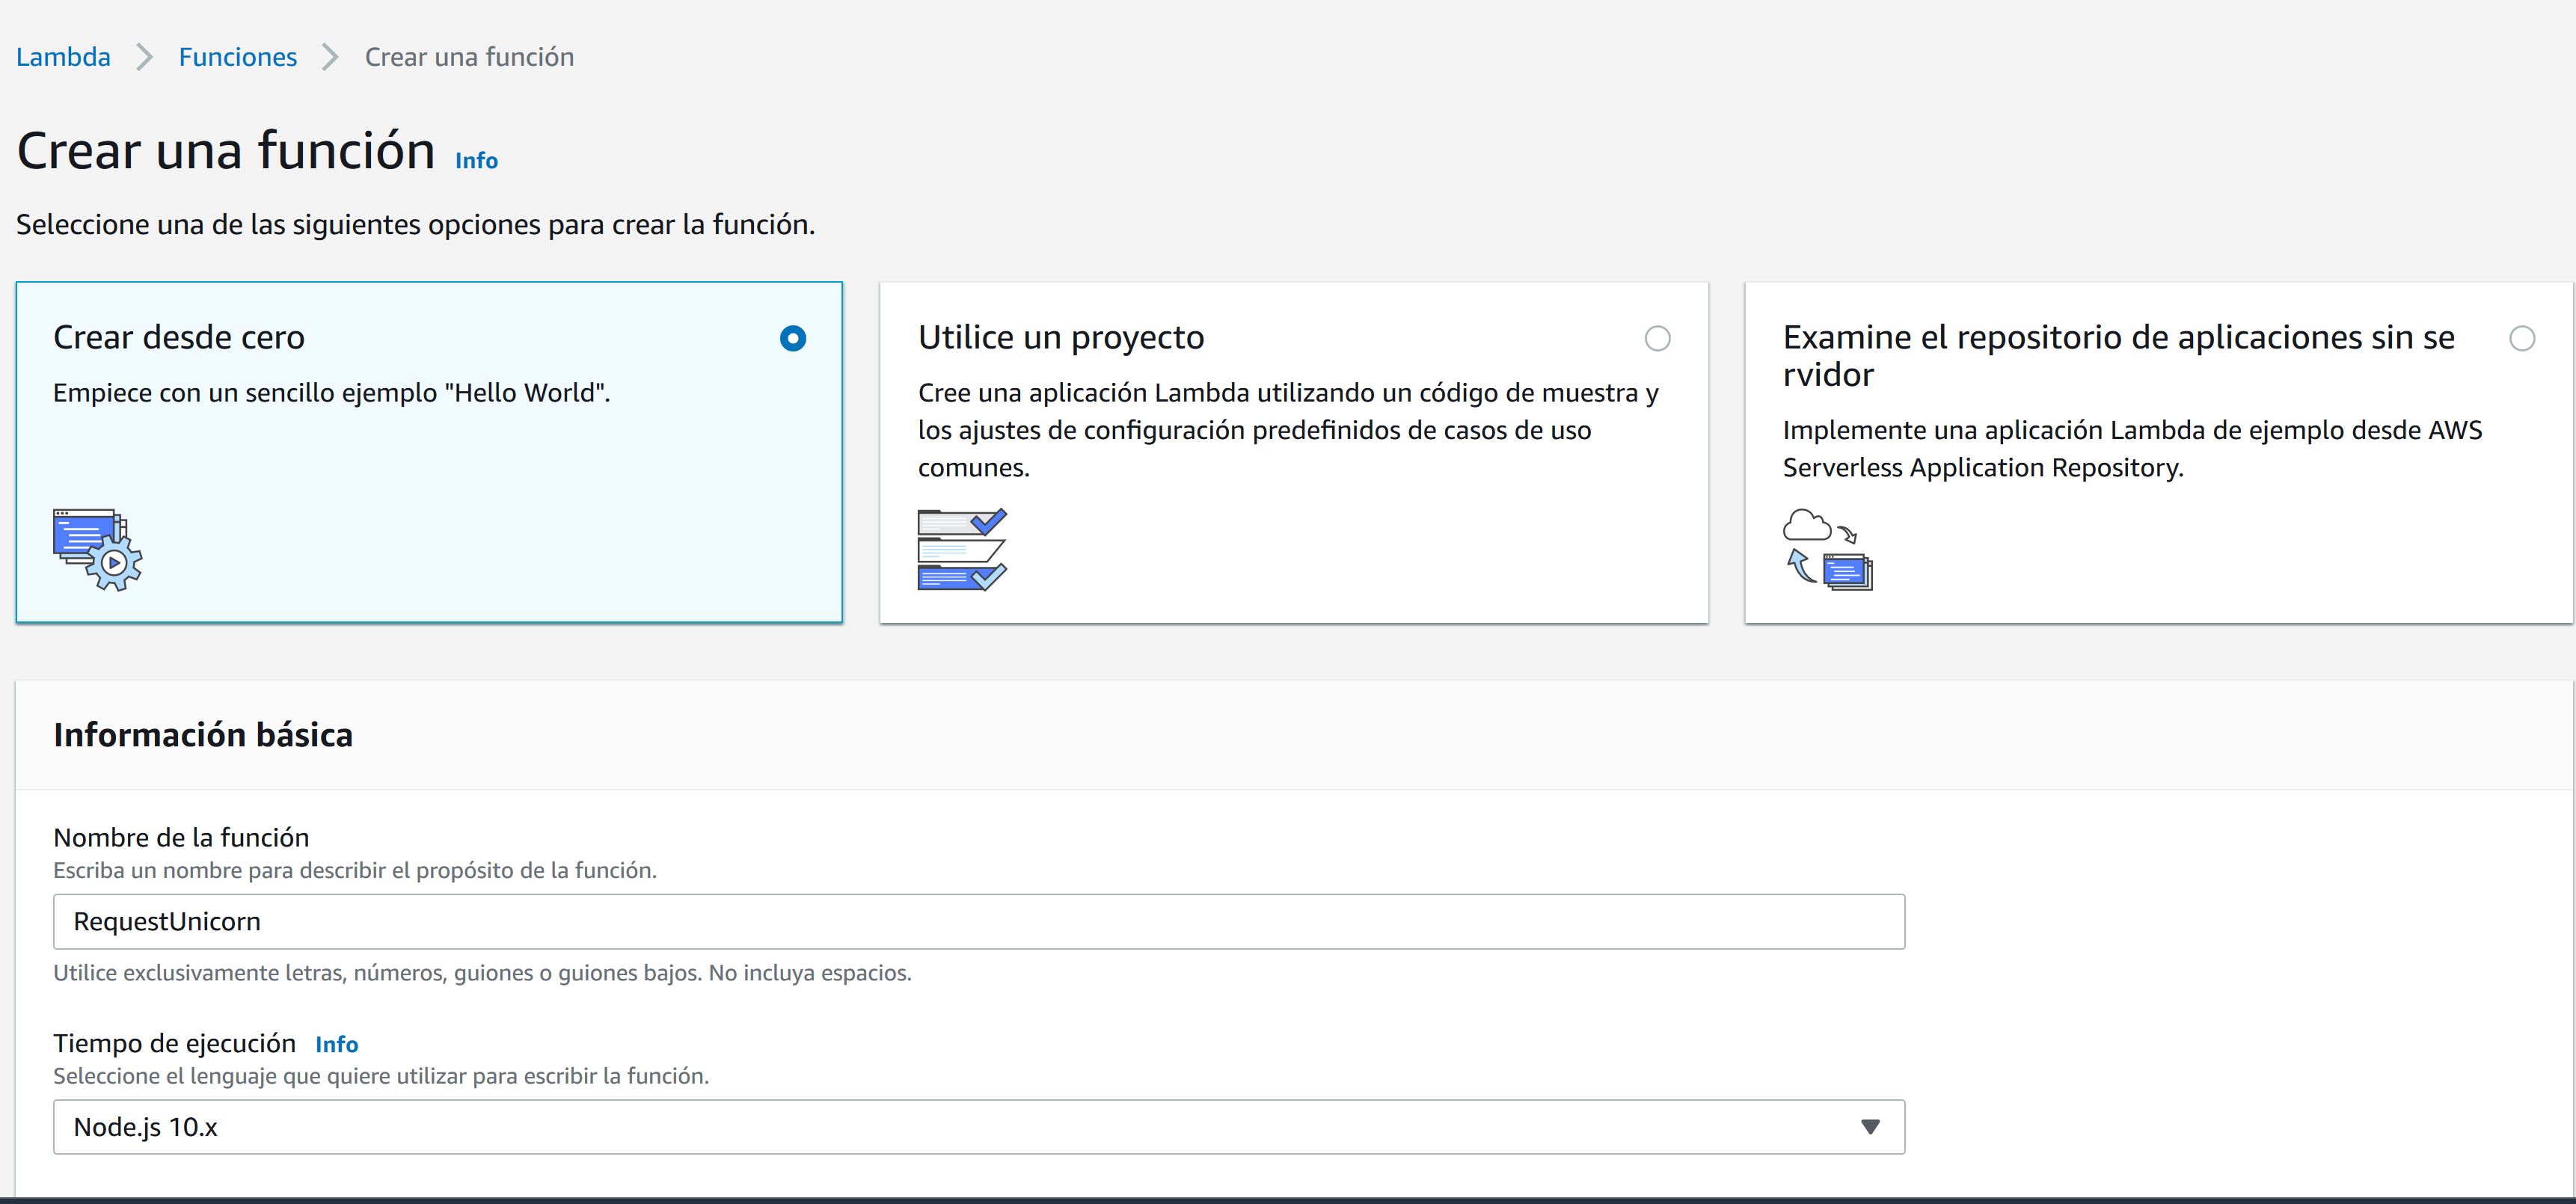 Lambda > Funciones > Crear una función
Crear una función Info
Seleccione una de las siguientes opciones para crear la función.
Crear desde cero
Empiece con un sencillo ejemplo "Hello World".
Utilice un proyecto
Cree una aplicación Lambda utilizando un código de muestra y
los ajustes de configuración predefinidos de casos de uso
comunes.
Examine el repositorio de aplicaciones sin se
rvidor
Implemente una aplicación Lambda de ejemplo desde AWS
Serverless Application Repository.
Información básica
Nombre de la función
Escriba un nombre para describir el propósito de la función.
RequestUnicorn
Utilice exclusivamente letras, números, guiones o guiones bajos. No incluya espacios.
Tiempo de ejecución Info
Seleccione el lenguaje que quiere utilizar para escribir la función.
Node.js 10.x